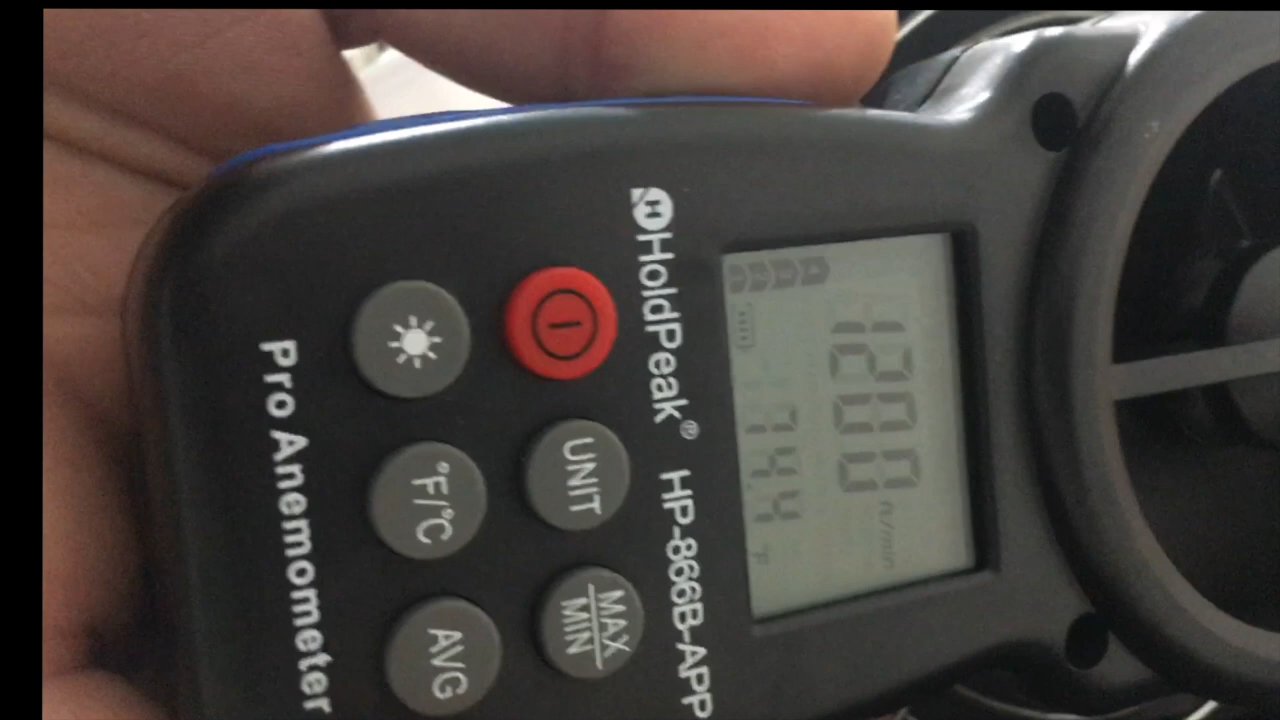 1200 ft/min
74.4 °F
HoldPeak® HP-866B-APP
UNIT
MAX
MIN
°F/°C
AVG
Pro Anemometer